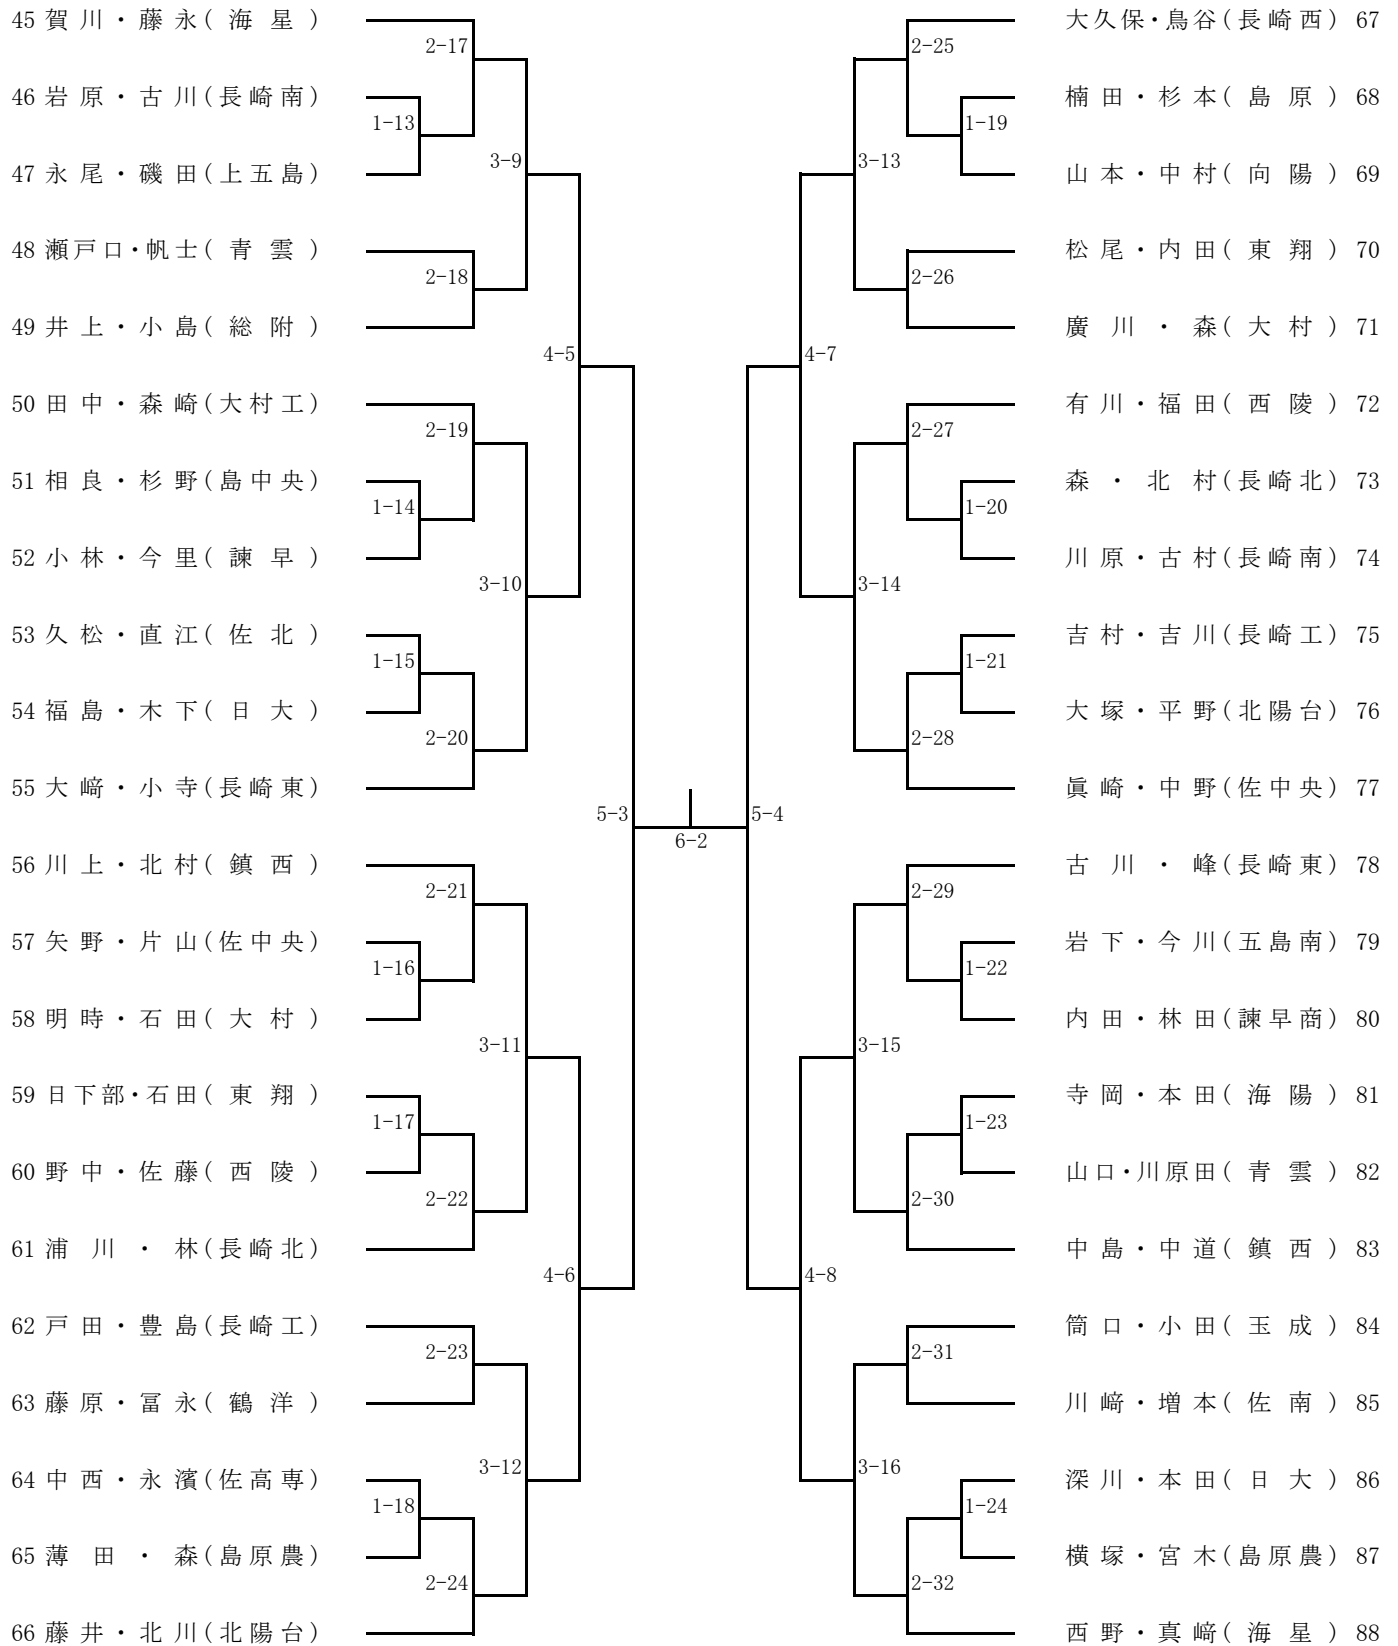 45 賀川・藤永(海星)
46 岩原・古川(長崎南)
47 永尾・磯田(上五島)
48 瀬戸口・帆士(青雲)
49 井上・小島(総附)
50 田中・森崎(大村工)
51 相良・杉野(島中央)
52 小林・今里(諫早)
53 久松・直江(佐北)
54 福島・木下(日大)
55 大﨑・小寺(長崎東)
56 川上・北村(鎮西)
57 矢野・片山(佐中央)
58 明時・石田(大村)
59 日下部・石田(東翔)
60 野中・佐藤(西陵)
61 浦川・林(長崎北)
62 戸田・豊島(長崎工)
63 藤原・冨永(鶴洋)
64 中西・永濱(佐高専)
65 薄田・森(島原農)
66 藤井・北川(北陽台)
1-13
1-14
1-15
1-16
1-17
1-18
2-17
2-18
2-19
2-20
2-21
2-22
2-23
2-24
3-9
3-10
3-11
3-12
4-5
4-6
5-3
6-2
5-4
4-7
4-8
3-13
3-14
3-15
3-16
2-25
2-26
2-27
2-28
2-29
2-30
2-31
2-32
1-19
1-20
1-21
1-22
1-23
1-24
大久保・鳥谷(長崎西) 67
楠田・杉本(島原) 68
山本・中村(向陽) 69
松尾・内田(東翔) 70
廣川・森(大村) 71
有川・福田(西陵) 72
森・北村(長崎北) 73
川原・古村(長崎南) 74
吉村・吉川(長崎工) 75
大塚・平野(北陽台) 76
眞崎・中野(佐中央) 77
古川・峰(長崎東) 78
岩下・今川(五島南) 79
内田・林田(諫早商) 80
寺岡・本田(海陽) 81
山口・川原田(青雲) 82
中島・中道(鎮西) 83
筒口・小田(玉成) 84
川﨑・増本(佐南) 85
深川・本田(日大) 86
横塚・宮木(島原農) 87
西野・真﨑(海星) 88